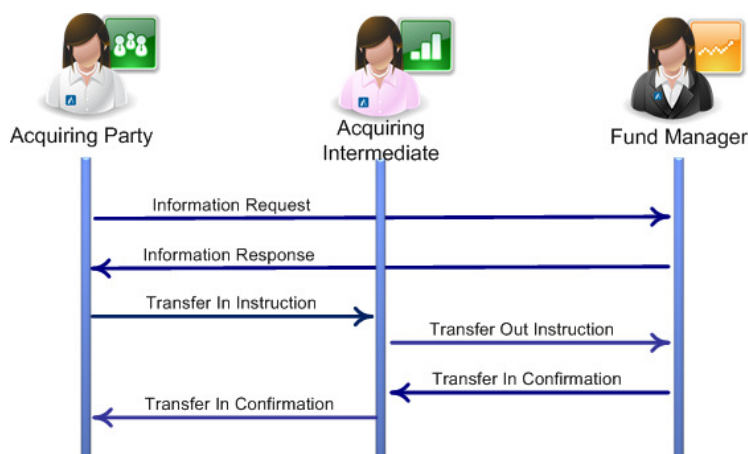 Acquiring Party
Acquiring
Intermediate
Fund Manager
Information Request
Information Response
Transfer In Instruction
Transfer Out Instruction
Transfer In Confirmation
Transfer In Confirmation